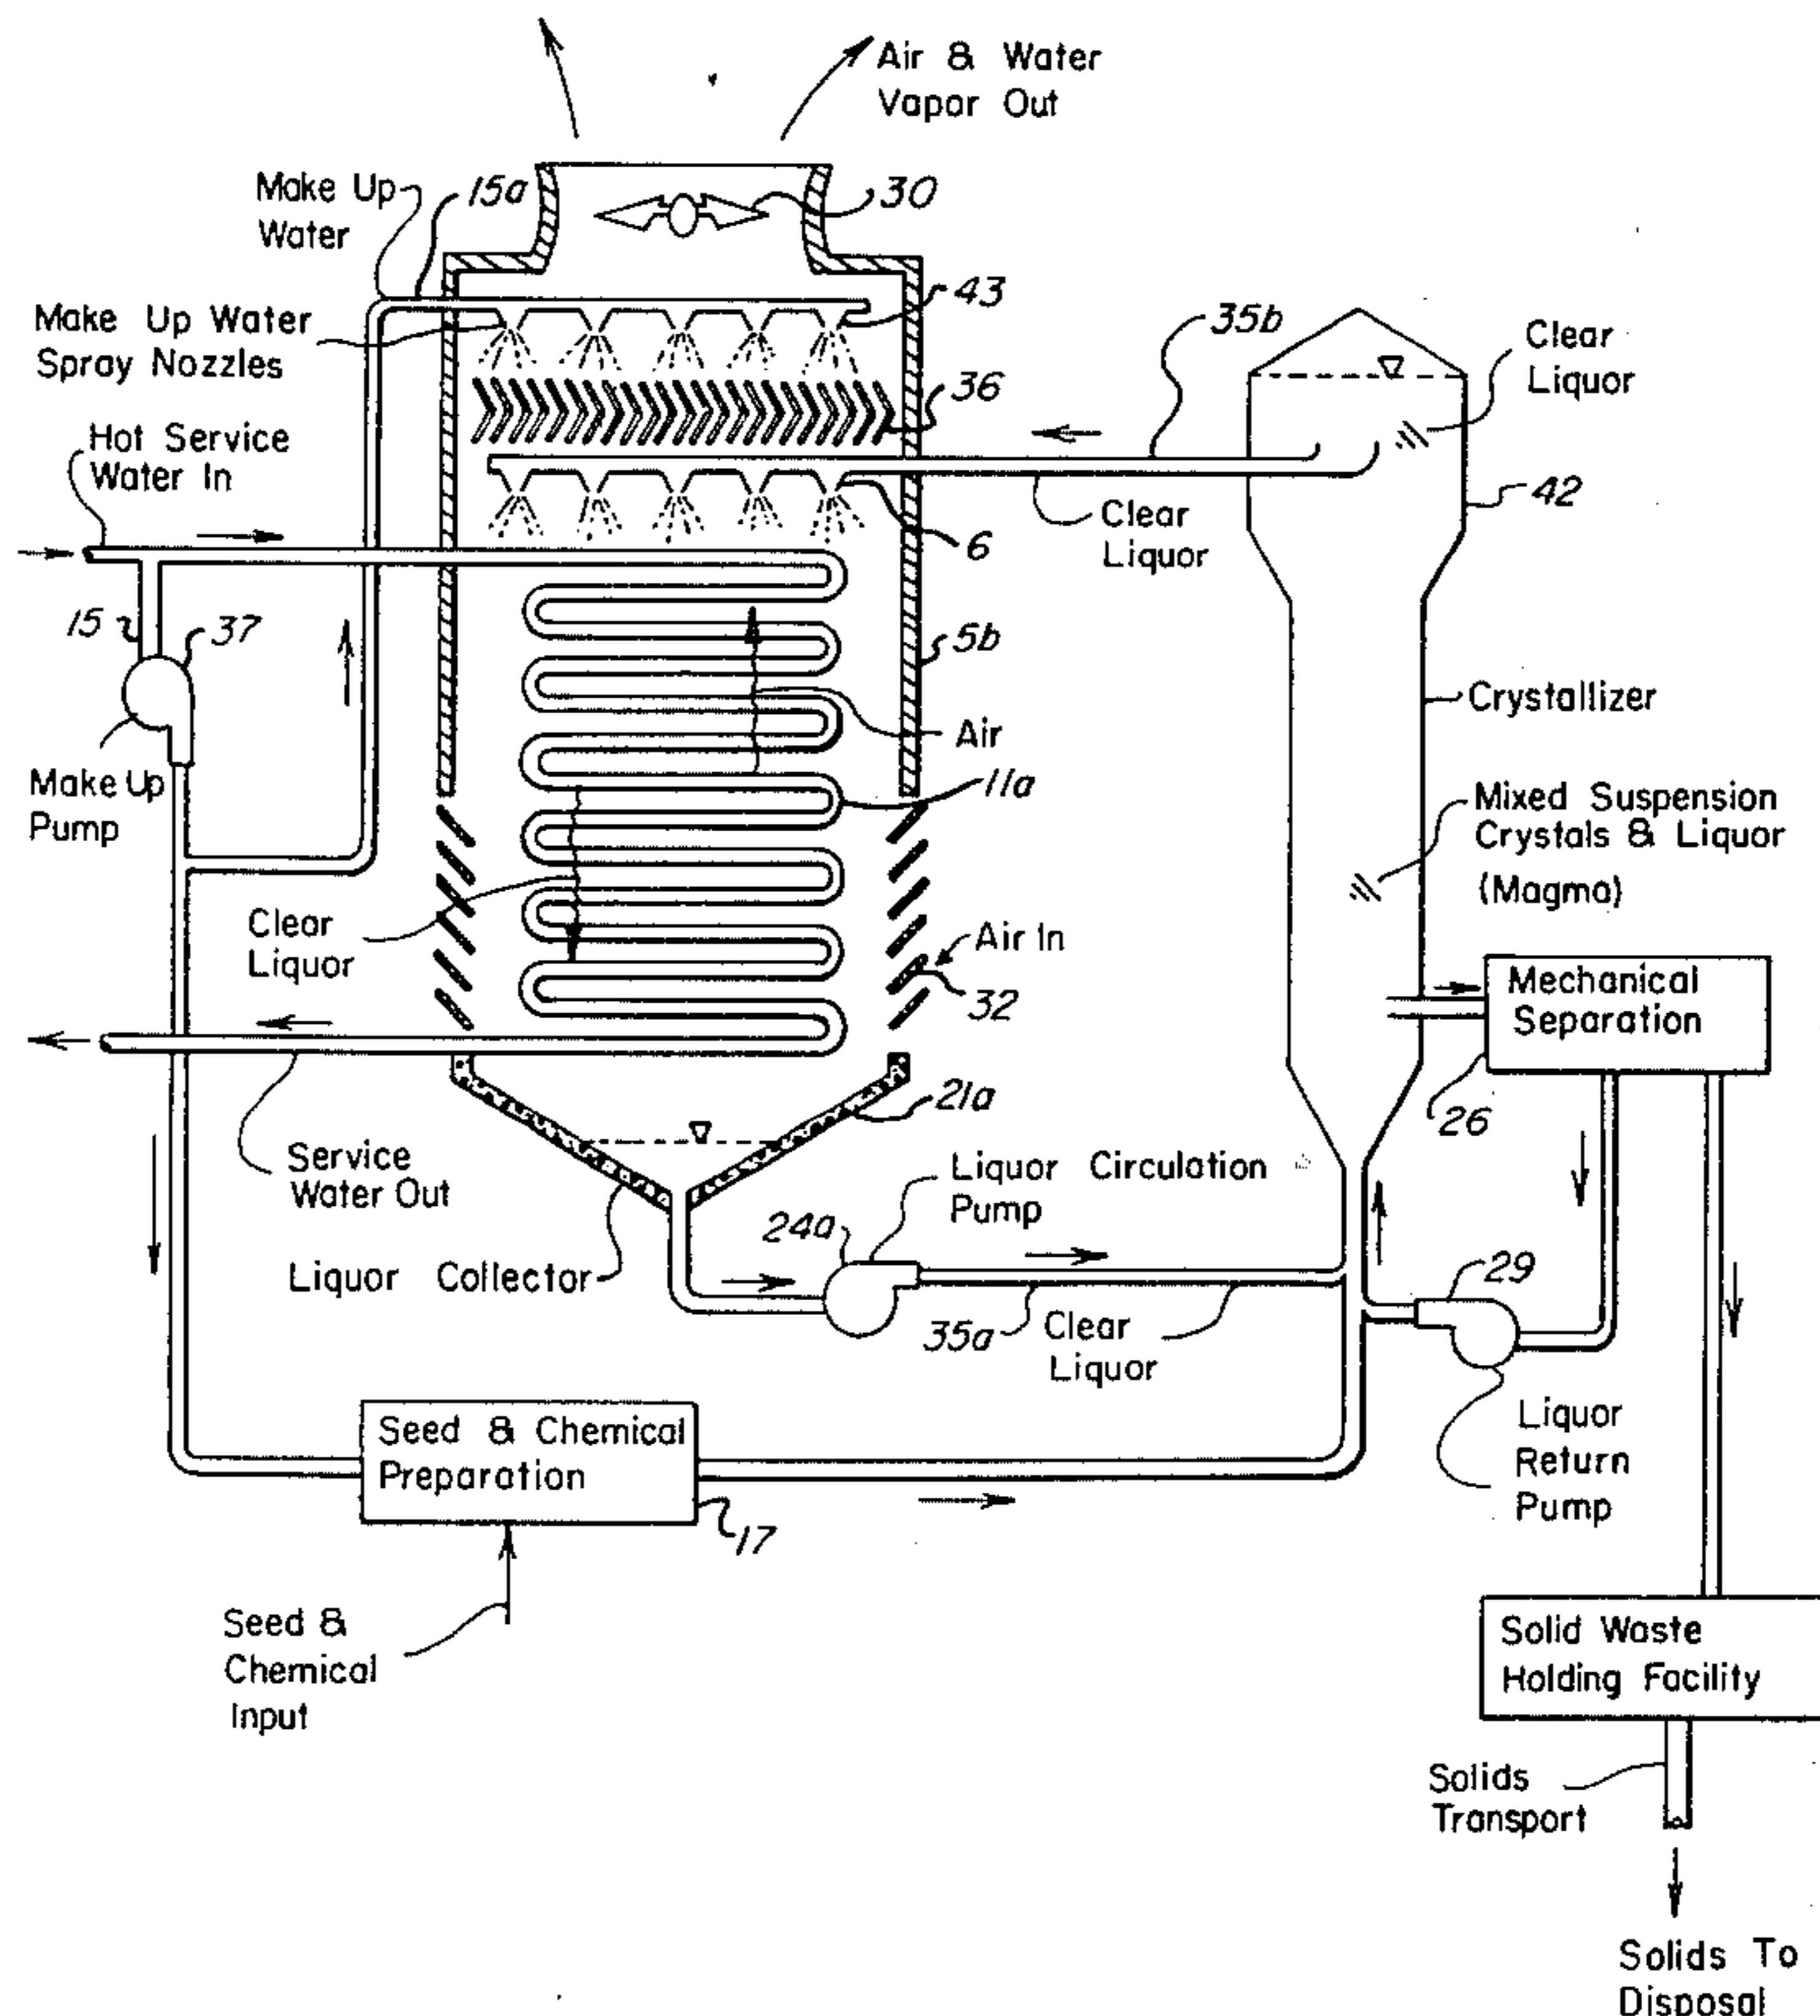 Air & Water
Vapor Out
Make Up
Water
15a
30
Make Up Water
Spray Nozzles
43
35b
Clear
Liquor
36
Hot Service
Water In
42
Clear
Liquor
6
15
37
5b
Crystallizer
Air
Make Up
Pump
11a
Mixed Suspension
Crystals & Liquor
(Magma)
Clear
Liquor
Air In
32
Mechanical
Separation
26
21a
Service
Water Out
Liquor Circulation
Pump
24a
Liquor Collector
29
35a
Clear
Liquor
Liquor
Return
Pump
Seed & Chemical
Preparation
17
Seed &
Chemical
Input
Solid Waste
Holding Facility
Solids
Transport
Solids To
Disposal